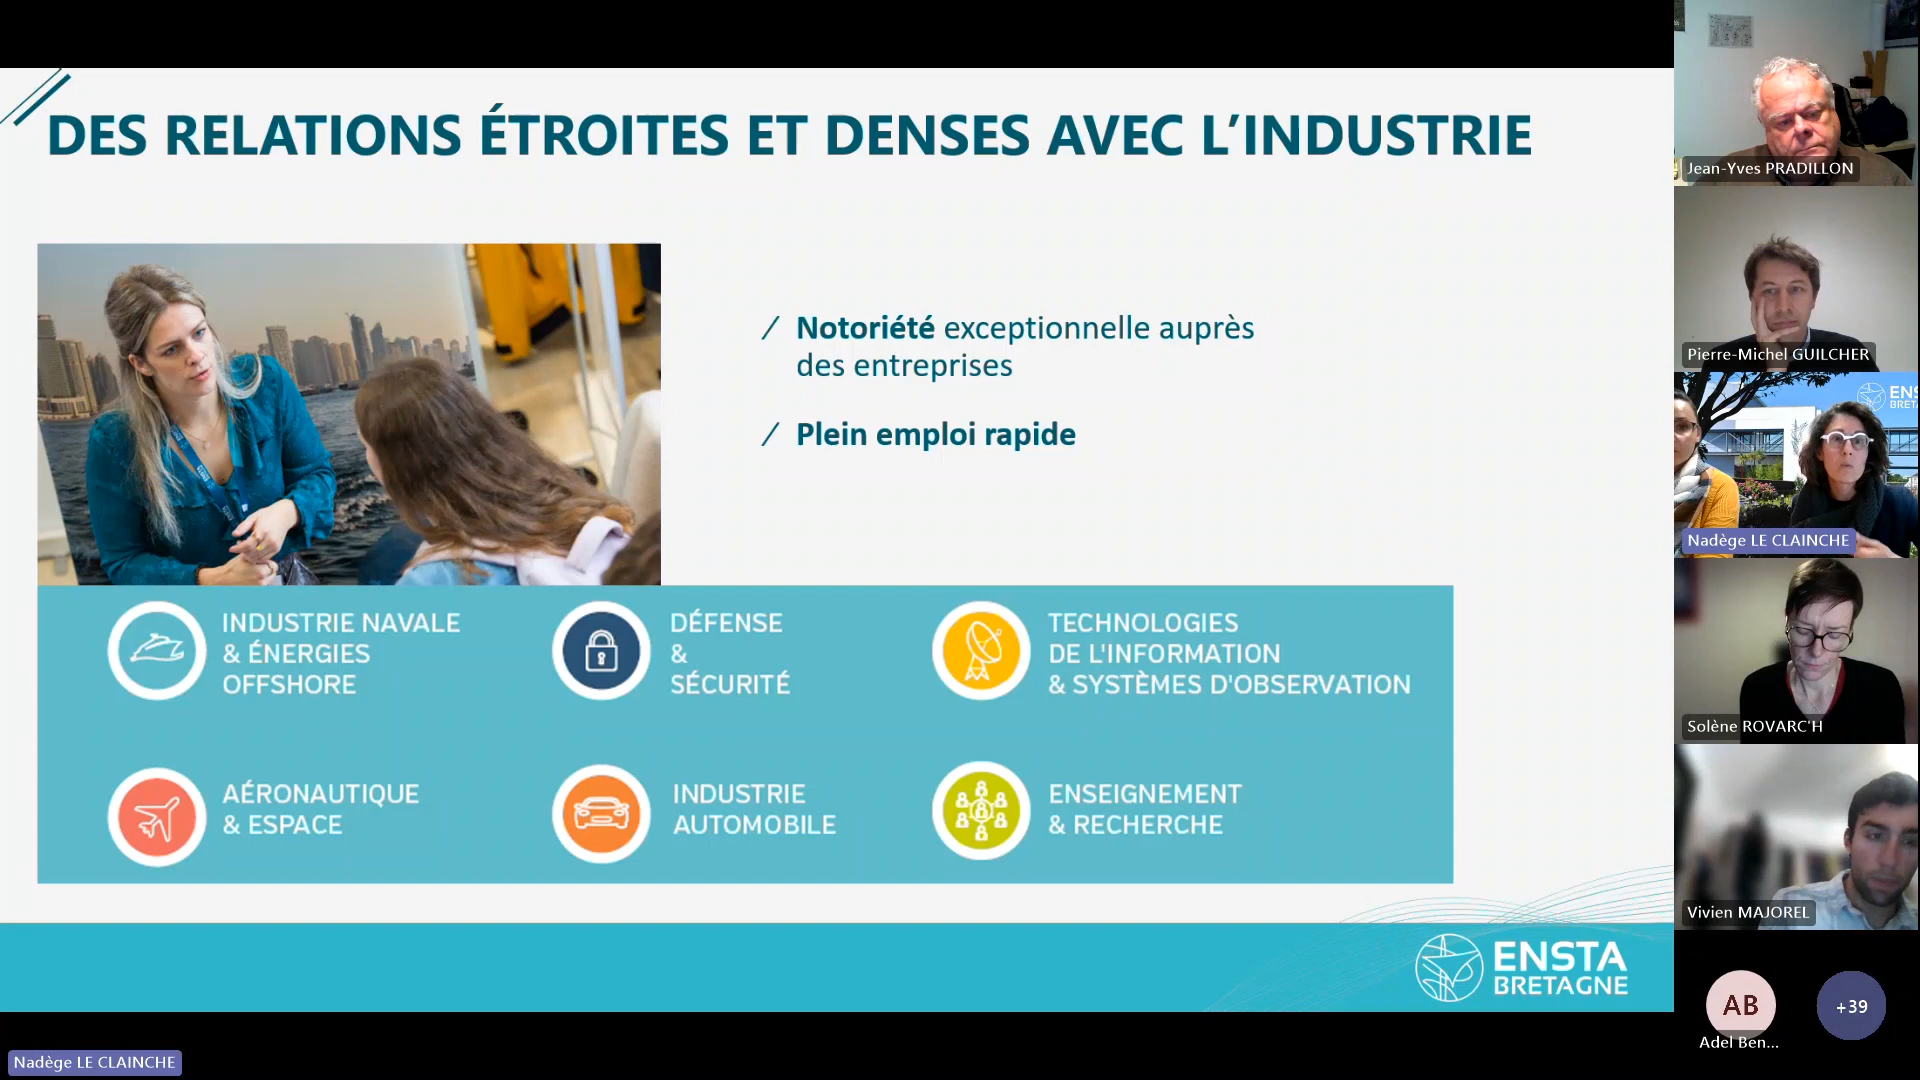 DES RELATIONS ÉTROITES ET DENSES AVEC L’INDUSTRIE
Notoriété exceptionnelle auprès
des entreprises
Plein emploi rapide
INDUSTRIE NAVALE
& ÉNERGIES
OFFSHORE
DÉFENSE
&
SÉCURITÉ
TECHNOLOGIES
DE L'INFORMATION
& SYSTÈMES D'OBSERVATION
AÉRONAUTIQUE
& ESPACE
INDUSTRIE
AUTOMOBILE
ENSEIGNEMENT
& RECHERCHE
ENSTA
BRETAGNE
Nadège LE CLAINCHE
Jean-Yves PRADILLON
Pierre-Michel GUILCHER
ENS
BRETA
Nadège LE CLAINCHE
Solène ROVARC'H
Vivien MAJOREL
AB
Adel Ben...
+39